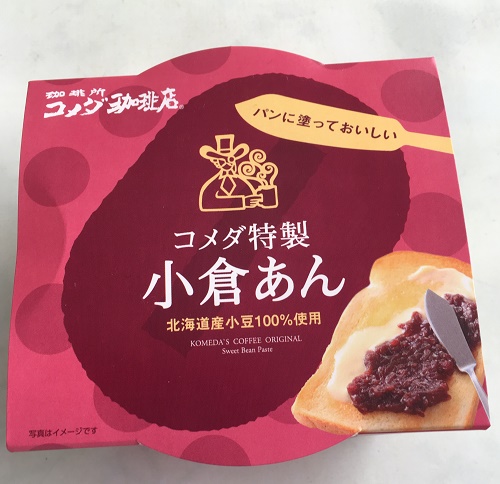 珈琲所
コメダ珈琲店®
パンに塗っておいしい
コメダ特製
小倉あん
北海道産小豆100%使用
KOMEDA'S COFFEE ORIGINAL
Sweet Bean Paste
写真はイメージです